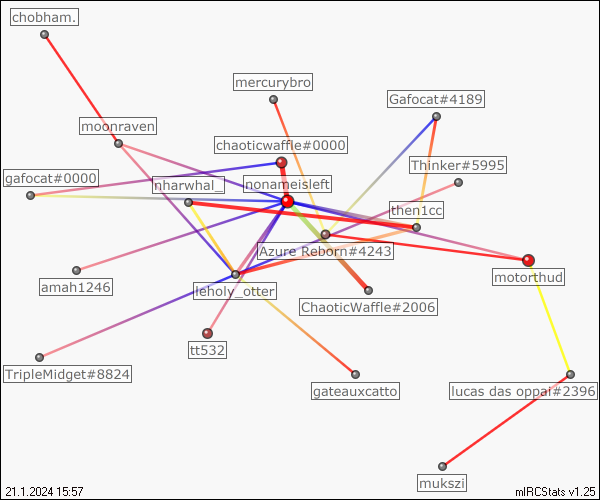 chobham.
mercurybro
Gafocat#4189
moonraven
chaoticwaffle#0000
Thinker#5995
gafocat#0000
nharwhal_
nonameisleft
then1cc
Azure Reborn#4243
motorthud
amah1246
leholy_otter
ChaoticWaffle#2006
tt532
TripleMidget#8824
gateauxcatto
lucas das oppai#2396
mukszi
21.1.2024 15:57
mIRCStats v1.25